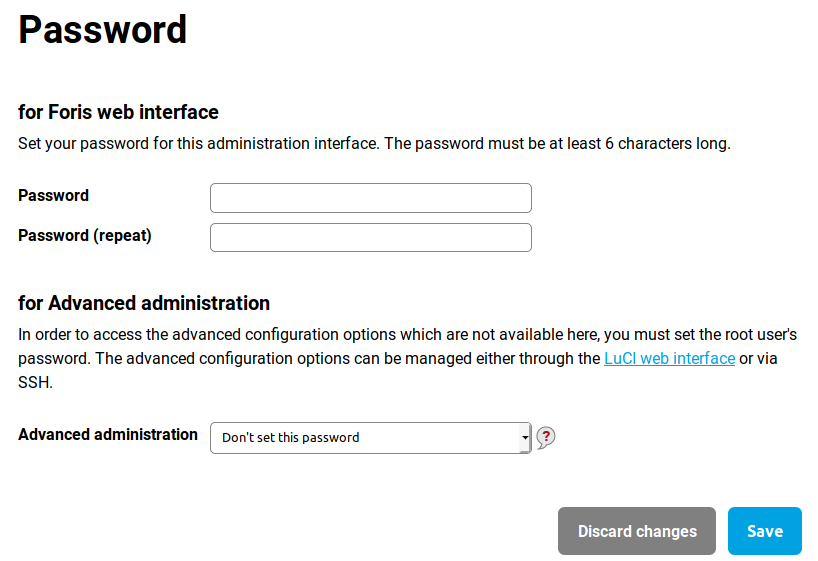 Password
for Foris web interface
Set your password for this administration interface. The password must be at least 6 characters long.
Password
Password (repeat)
for Advanced administration
In order to access the advanced configuration options which are not available here, you must set the root user's
password. The advanced configuration options can be managed either through the LuCI web interface or via
SSH.
Advanced administration Don't set this password ?
Discard changes Save